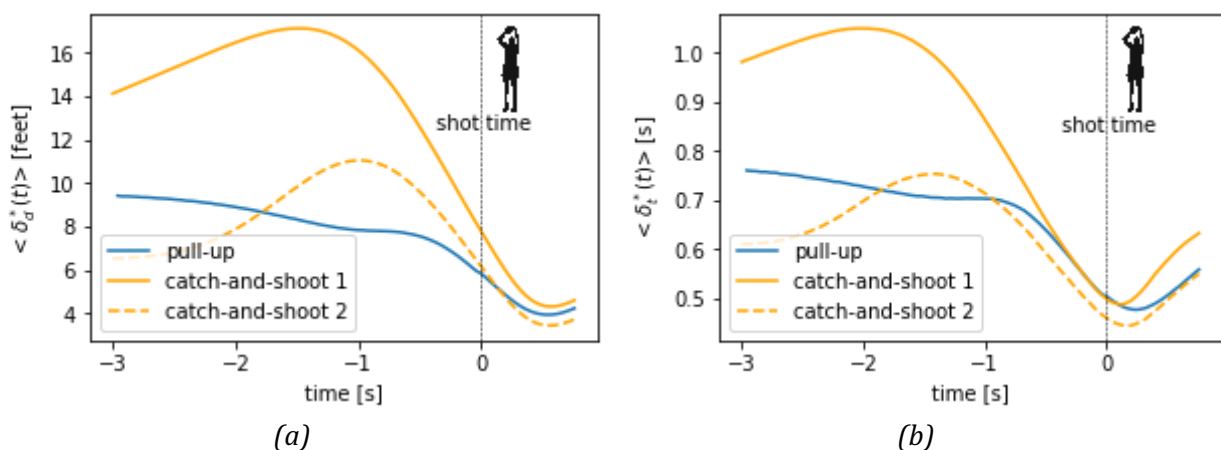 16
14
12
10
8
6
4
< δ*d(t)> [feet]
shot time
pull-up
catch-and-shoot 1
catch-and-shoot 2
−3 −2 −1 0
time [s]
(a)
1.0
0.9
0.8
0.7
0.6
0.5
< δ*t(t)> [s]
shot time
pull-up
catch-and-shoot 1
catch-and-shoot 2
−3 −2 −1 0
time [s]
(b)